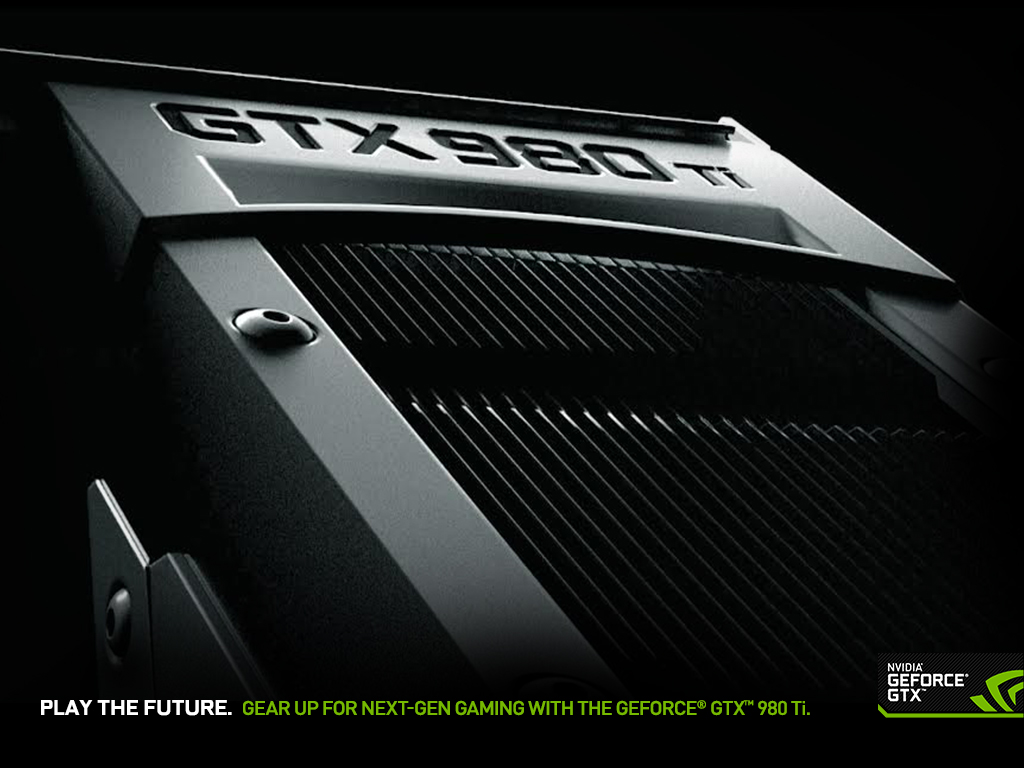 GTX 980 Ti
PLAY THE FUTURE. GEAR UP FOR NEXT-GEN GAMING WITH THE GEFORCE® GTX™ 980 Ti.
NVIDIA®
GEFORCE®
GTX™